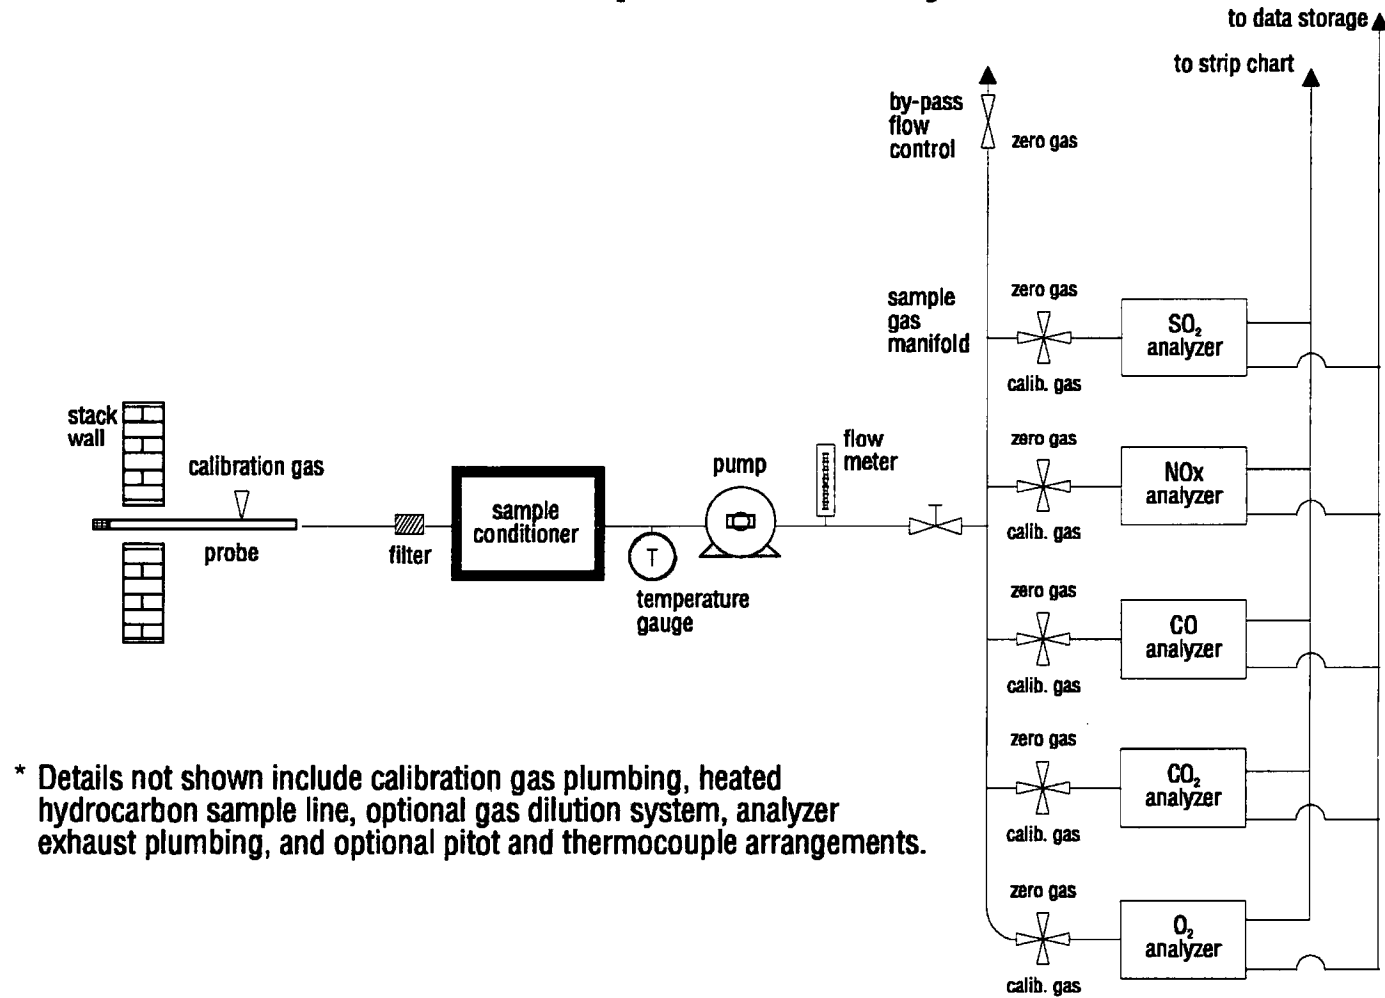 to data storage
to strip chart
by-pass
flow
control
zero gas
sample
gas
manifold
zero gas
calib. gas
SO₂
analyzer
stack
wall
calibration gas
probe
filter
sample
conditioner
T
temperature
gauge
pump
flow
meter
zero gas
calib. gas
NOx
analyzer
zero gas
calib. gas
CO
analyzer
zero gas
calib. gas
CO₂
analyzer
zero gas
calib. gas
O₂
analyzer
* Details not shown include calibration gas plumbing, heated
hydrocarbon sample line, optional gas dilution system, analyzer
exhaust plumbing, and optional pitot and thermocouple arrangements.